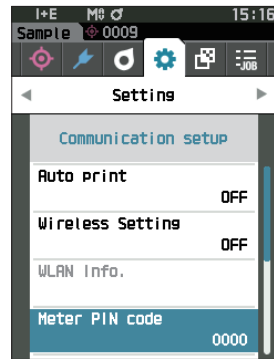 I+E M0 15:16
Sample 0009
-JOB
Setting
Communication setup
Auto print
OFF
Wireless Setting
OFF
WLAN Info.
Meter PIN code
0000